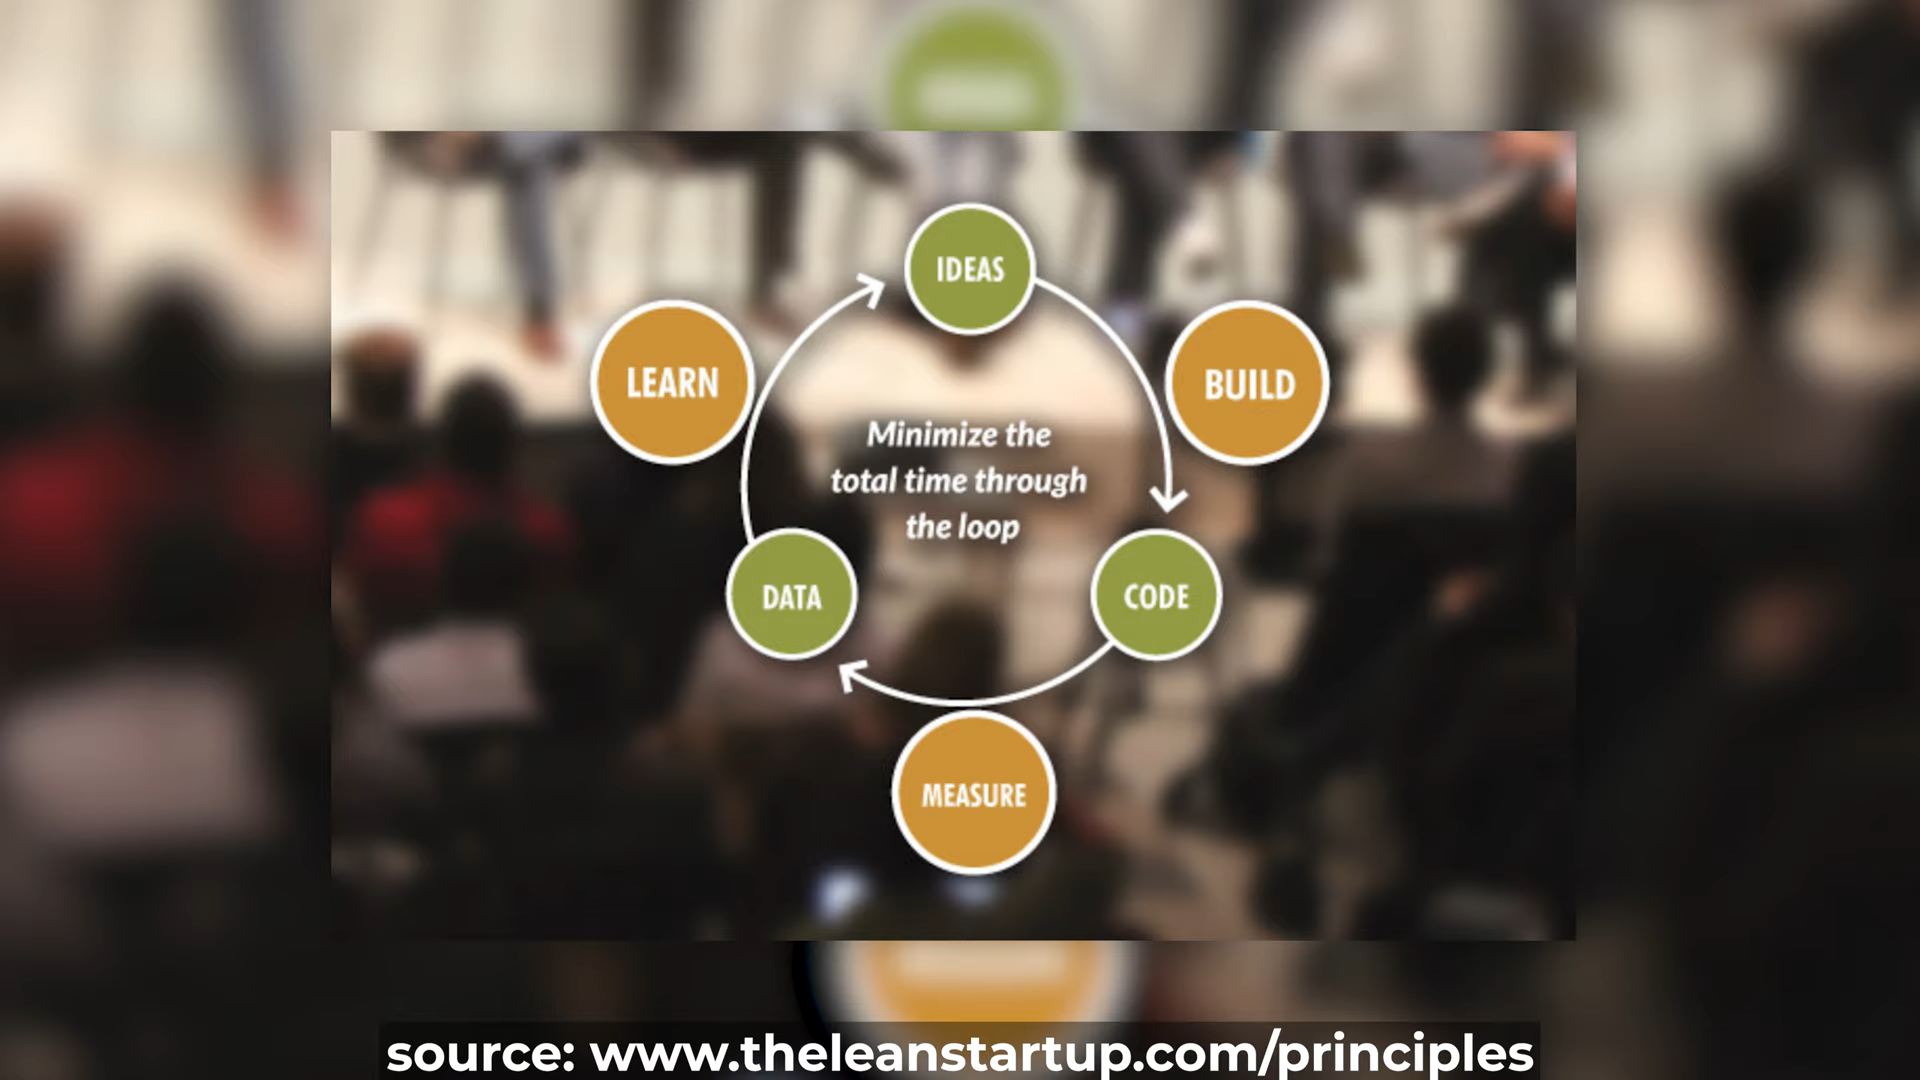 IDEAS
LEARN
BUILD
Minimize the
total time through
the loop
DATA
CODE
MEASURE
source: www.theleanstartup.com/principles